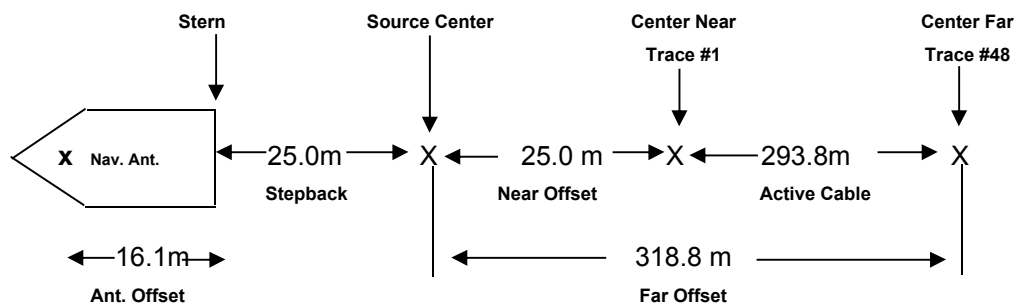 Stern
Source Center
Center Near
Trace #1
Center Far
Trace #48
X Nav. Ant.
25.0m
X
25.0 m
X
293.8m
X
Stepback
Near Offset
Active Cable
16.1m
318.8 m
Ant. Offset
Far Offset